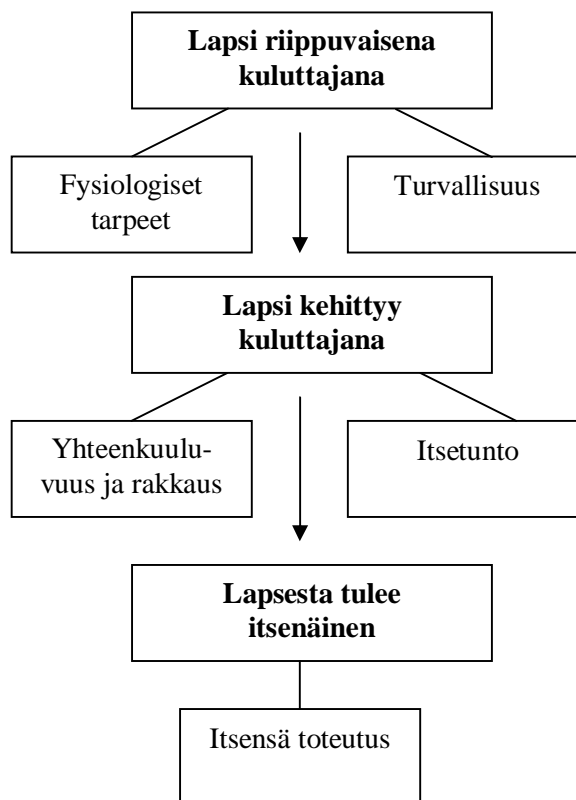 Lapsi riippuvaisena
kuluttajana
Fysiologiset
tarpeet
Turvallisuus
Lapsi kehittyy
kuluttajana
Yhteenkuulu-
vuus ja rakkaus
Itsetunto
Lapsesta tulee
itsenäinen
Itsensä toteutus